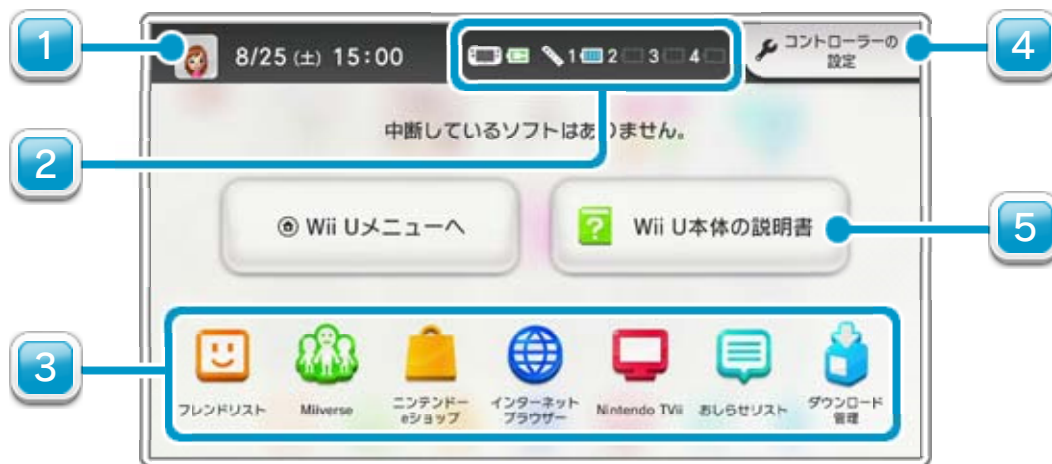 1
8/25 (土) 15:00
1 2 3 4
コントローラーの
設定
4
中断しているソフトはありません。
2
Wii Uメニューへ
?
Wii U本体の説明書
5
3
フレンドリスト
Miiverse
ニンテンドー
eショップ
インターネット
ブラウザー
Nintendo TVii
おしらせリスト
ダウンロード
管理